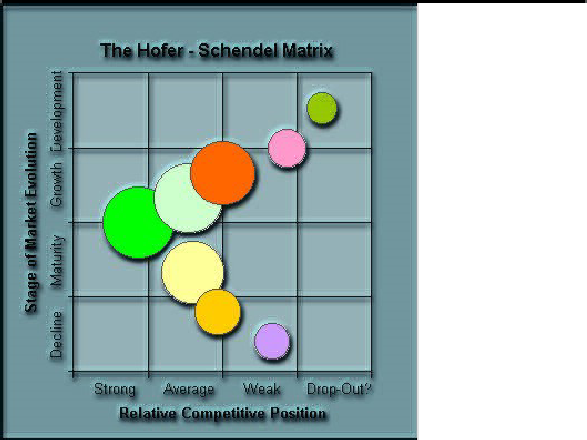 The Hofer - Schendel Matrix
Stage of Market Evolution
Development
Growth
Maturity
Decline
Strong Average Weak Drop-Out?
Relative Competitive Position